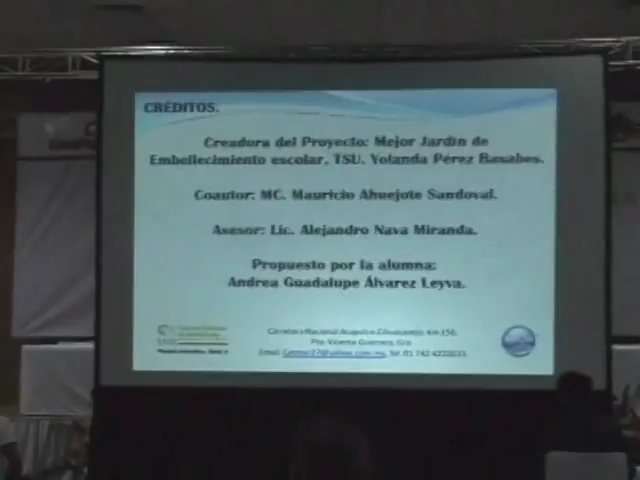 CRÉDITOS.
Creadora del Proyecto: Mejor Jardín de
Embellecimiento escolar, TSU. Yolanda Pérez Basabes.
Coautor: MC. Mauricio Ahuejote Sandoval.
Asesor: Lic. Alejandro Nava Miranda.
Propuesto por la alumna:
Andrea Guadalupe Álvarez Leyva.
Carretera Nacional Acapulco Zihuatanejo, Km 150,
Pto. Vicente Guerrero, Gro
Email: